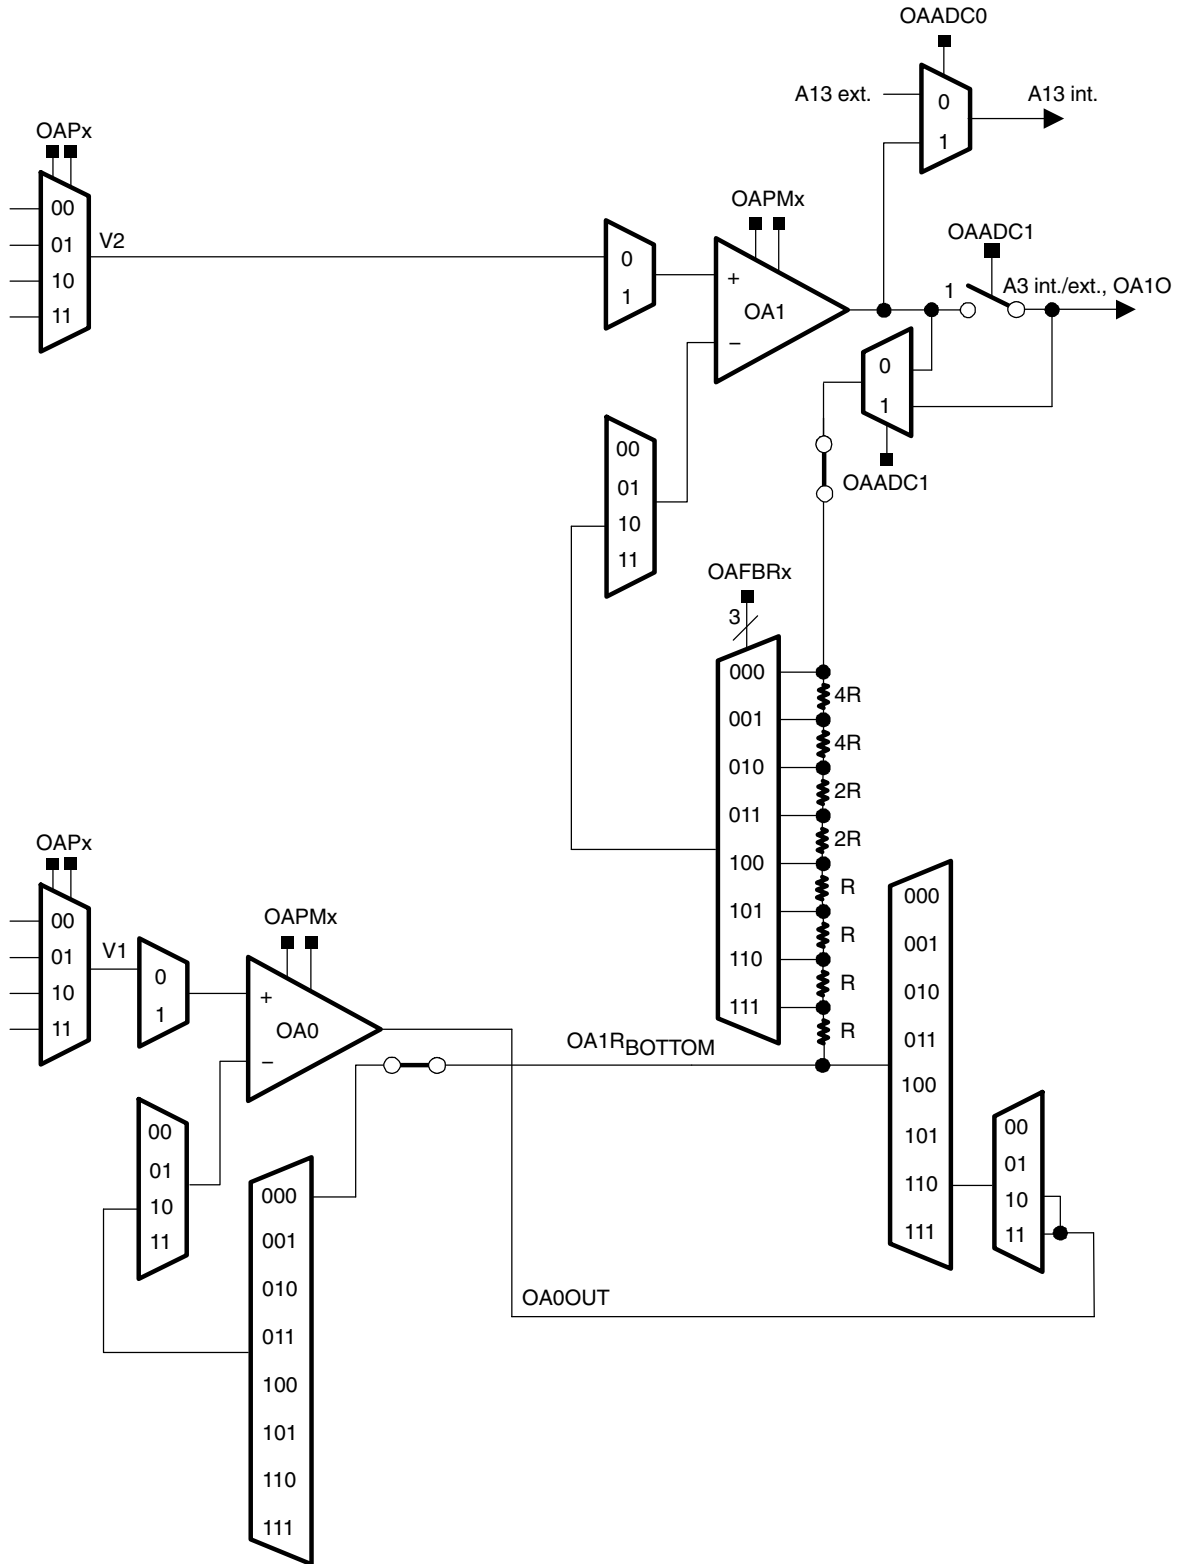 OAADC0
A13 ext.
0
A13 int.
1
OAPx
00
01
V2
10
11
OAPMx
0
1
+
OA1
–
OAADC1
1
A3 int./ext., OA1O
0
1
OAADC1
00
01
10
11
OAFBRx
3
000
4R
001
4R
010
2R
011
2R
100
R
101
R
110
R
111
R
OAPx
00
01
V1
10
11
0
1
OAPMx
+
OA0
–
OA1RBOTTOM
000
001
010
011
100
101
110
111
00
01
10
11
00
01
10
11
000
001
010
011
100
101
110
111
OA0OUT